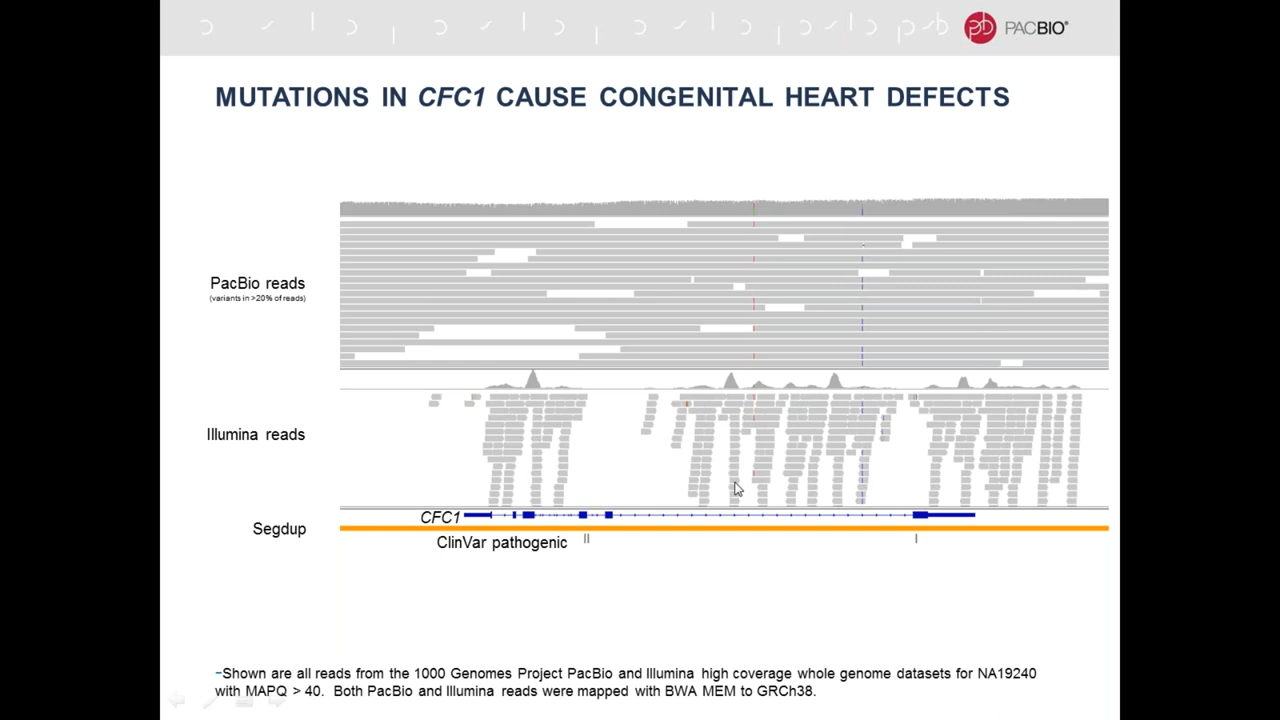 PACBIO®
MUTATIONS IN CFC1 CAUSE CONGENITAL HEART DEFECTS
PacBio reads
(variants in >20% of reads)
Illumina reads
CFC1
Segdup
ClinVar pathogenic
–Shown are all reads from the 1000 Genomes Project PacBio and Illumina high coverage whole genome datasets for NA19240
with MAPQ > 40. Both PacBio and Illumina reads were mapped with BWA MEM to GRCh38.